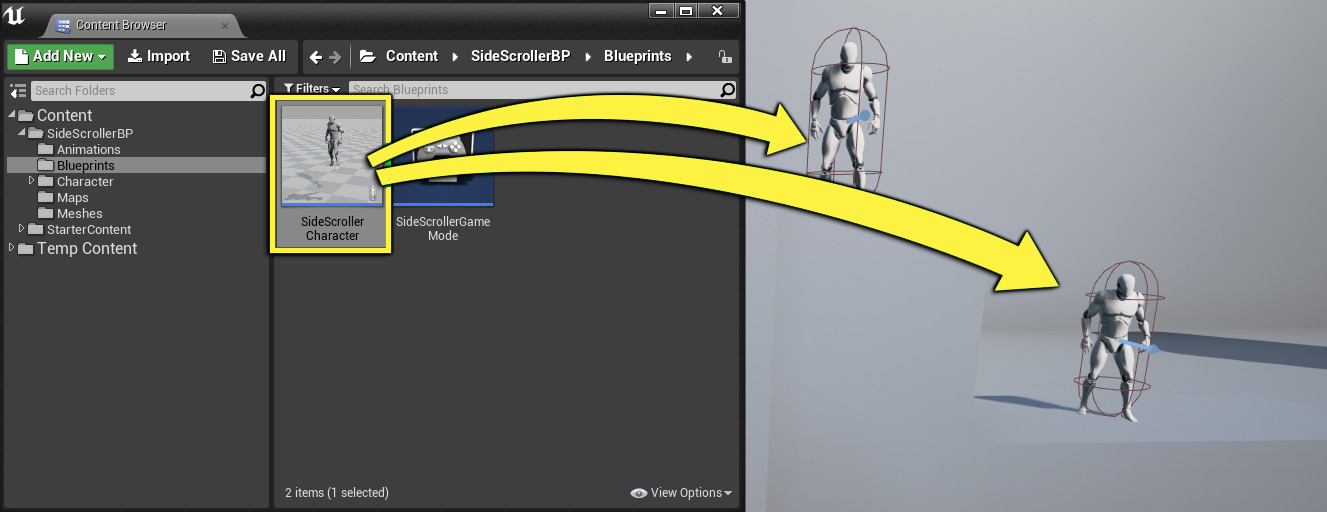 Content Browser
Add New Import Save All Content SideScrollerBP Blueprints
Search Folders
Filters Search Blueprints
Content
SideScrollerBP
Animations
Blueprints
Character
Maps
Meshes
StarterContent
Temp Content
SideScroller
Character
SideScrollerGame
Mode
2 items (1 selected)
View Options